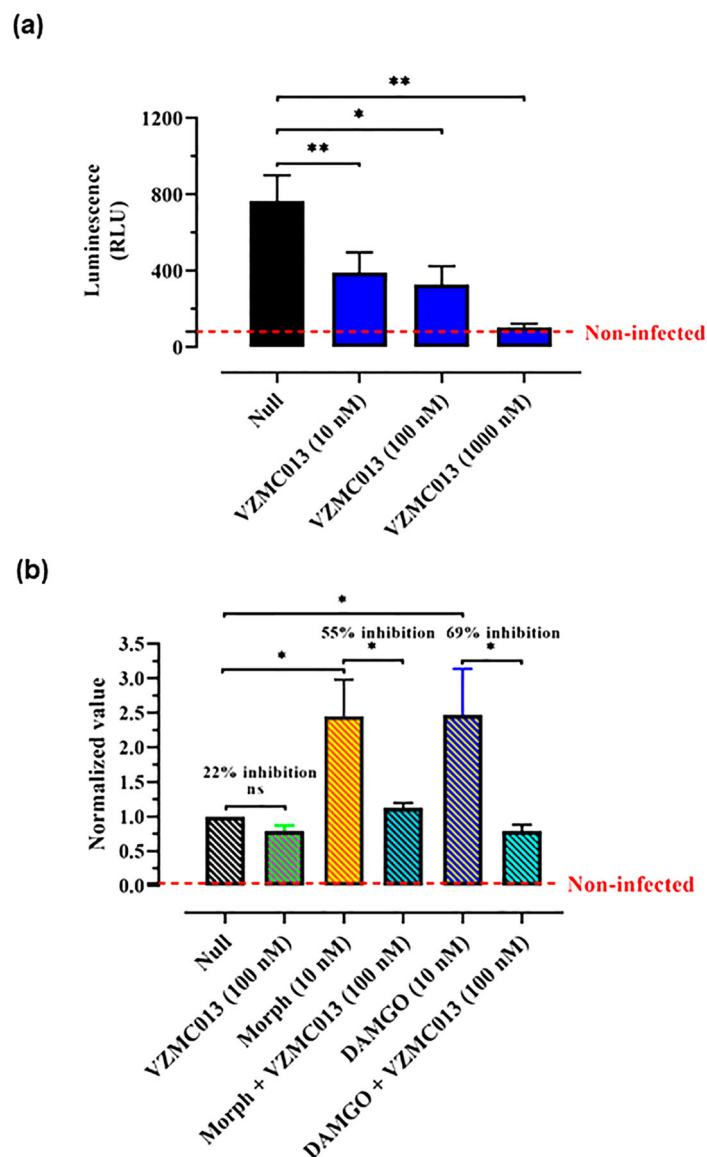 (a)
**
*
**
1200
800
400
0
Luminescence
(RLU)
Non-infected
Null
VZMC013 (10 nM)
VZMC013 (100 nM)
VZMC013 (1000 nM)
(b)
*
55% inhibition
69% inhibition
*
*
*
22% inhibition
ns
3.5
3.0
2.5
2.0
1.5
1.0
0.5
0.0
Normalized value
Non-infected
Null
VZMC013 (100 nM)
Morph (10 nM)
Morph + VZMC013 (100 nM)
DAMGO (10 nM)
DAMGO + VZMC013 (100 nM)